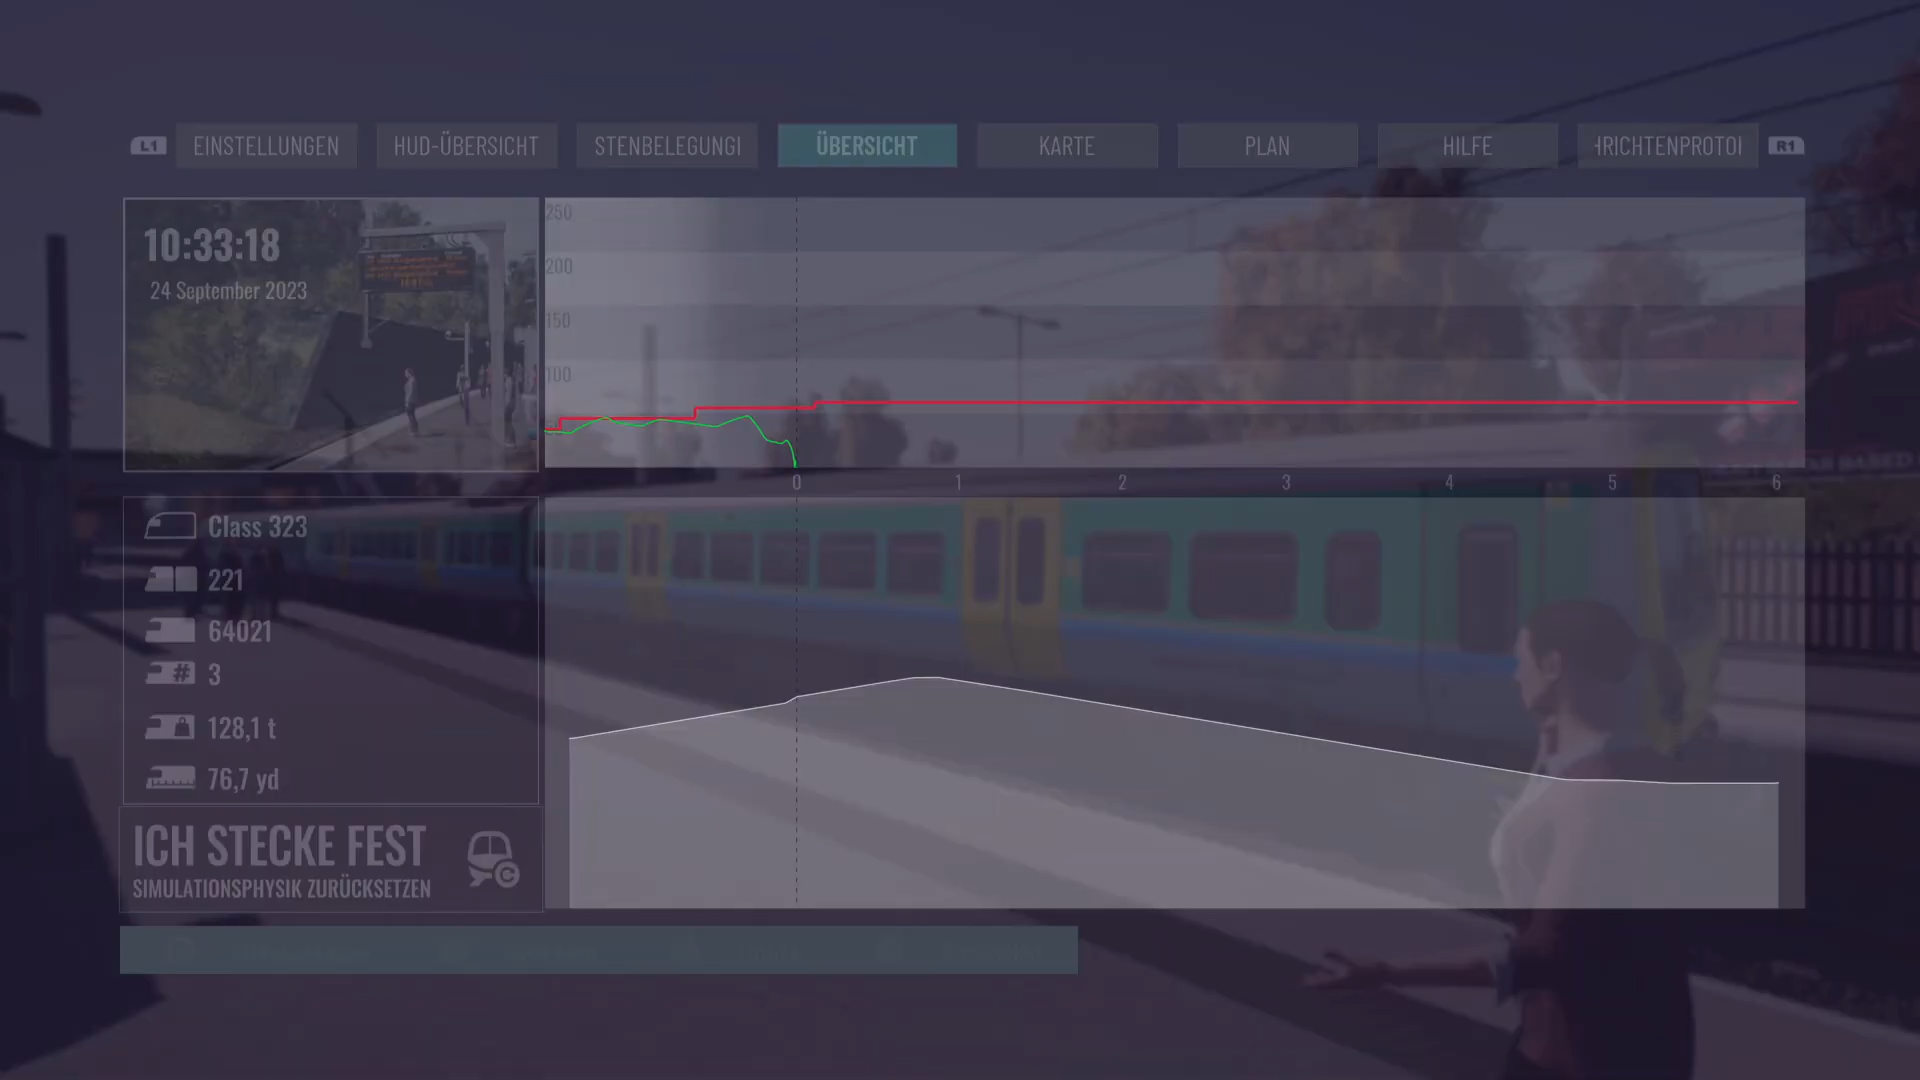 L1
EINSTELLUNGEN
HUD-ÜBERSICHT
STENBELEGUNGI
ÜBERSICHT
KARTE
PLAN
HILFE
HRICHTENPROTOI
R1
10:33:18
24 September 2023
250
200
150
100
0 1 2 3 4 5 6
Class 323
221
64021
# 3
128,1 t
76,7 yd
ICH STECKE FEST
SIMULATIONSPHYSIK ZURÜCKSETZEN